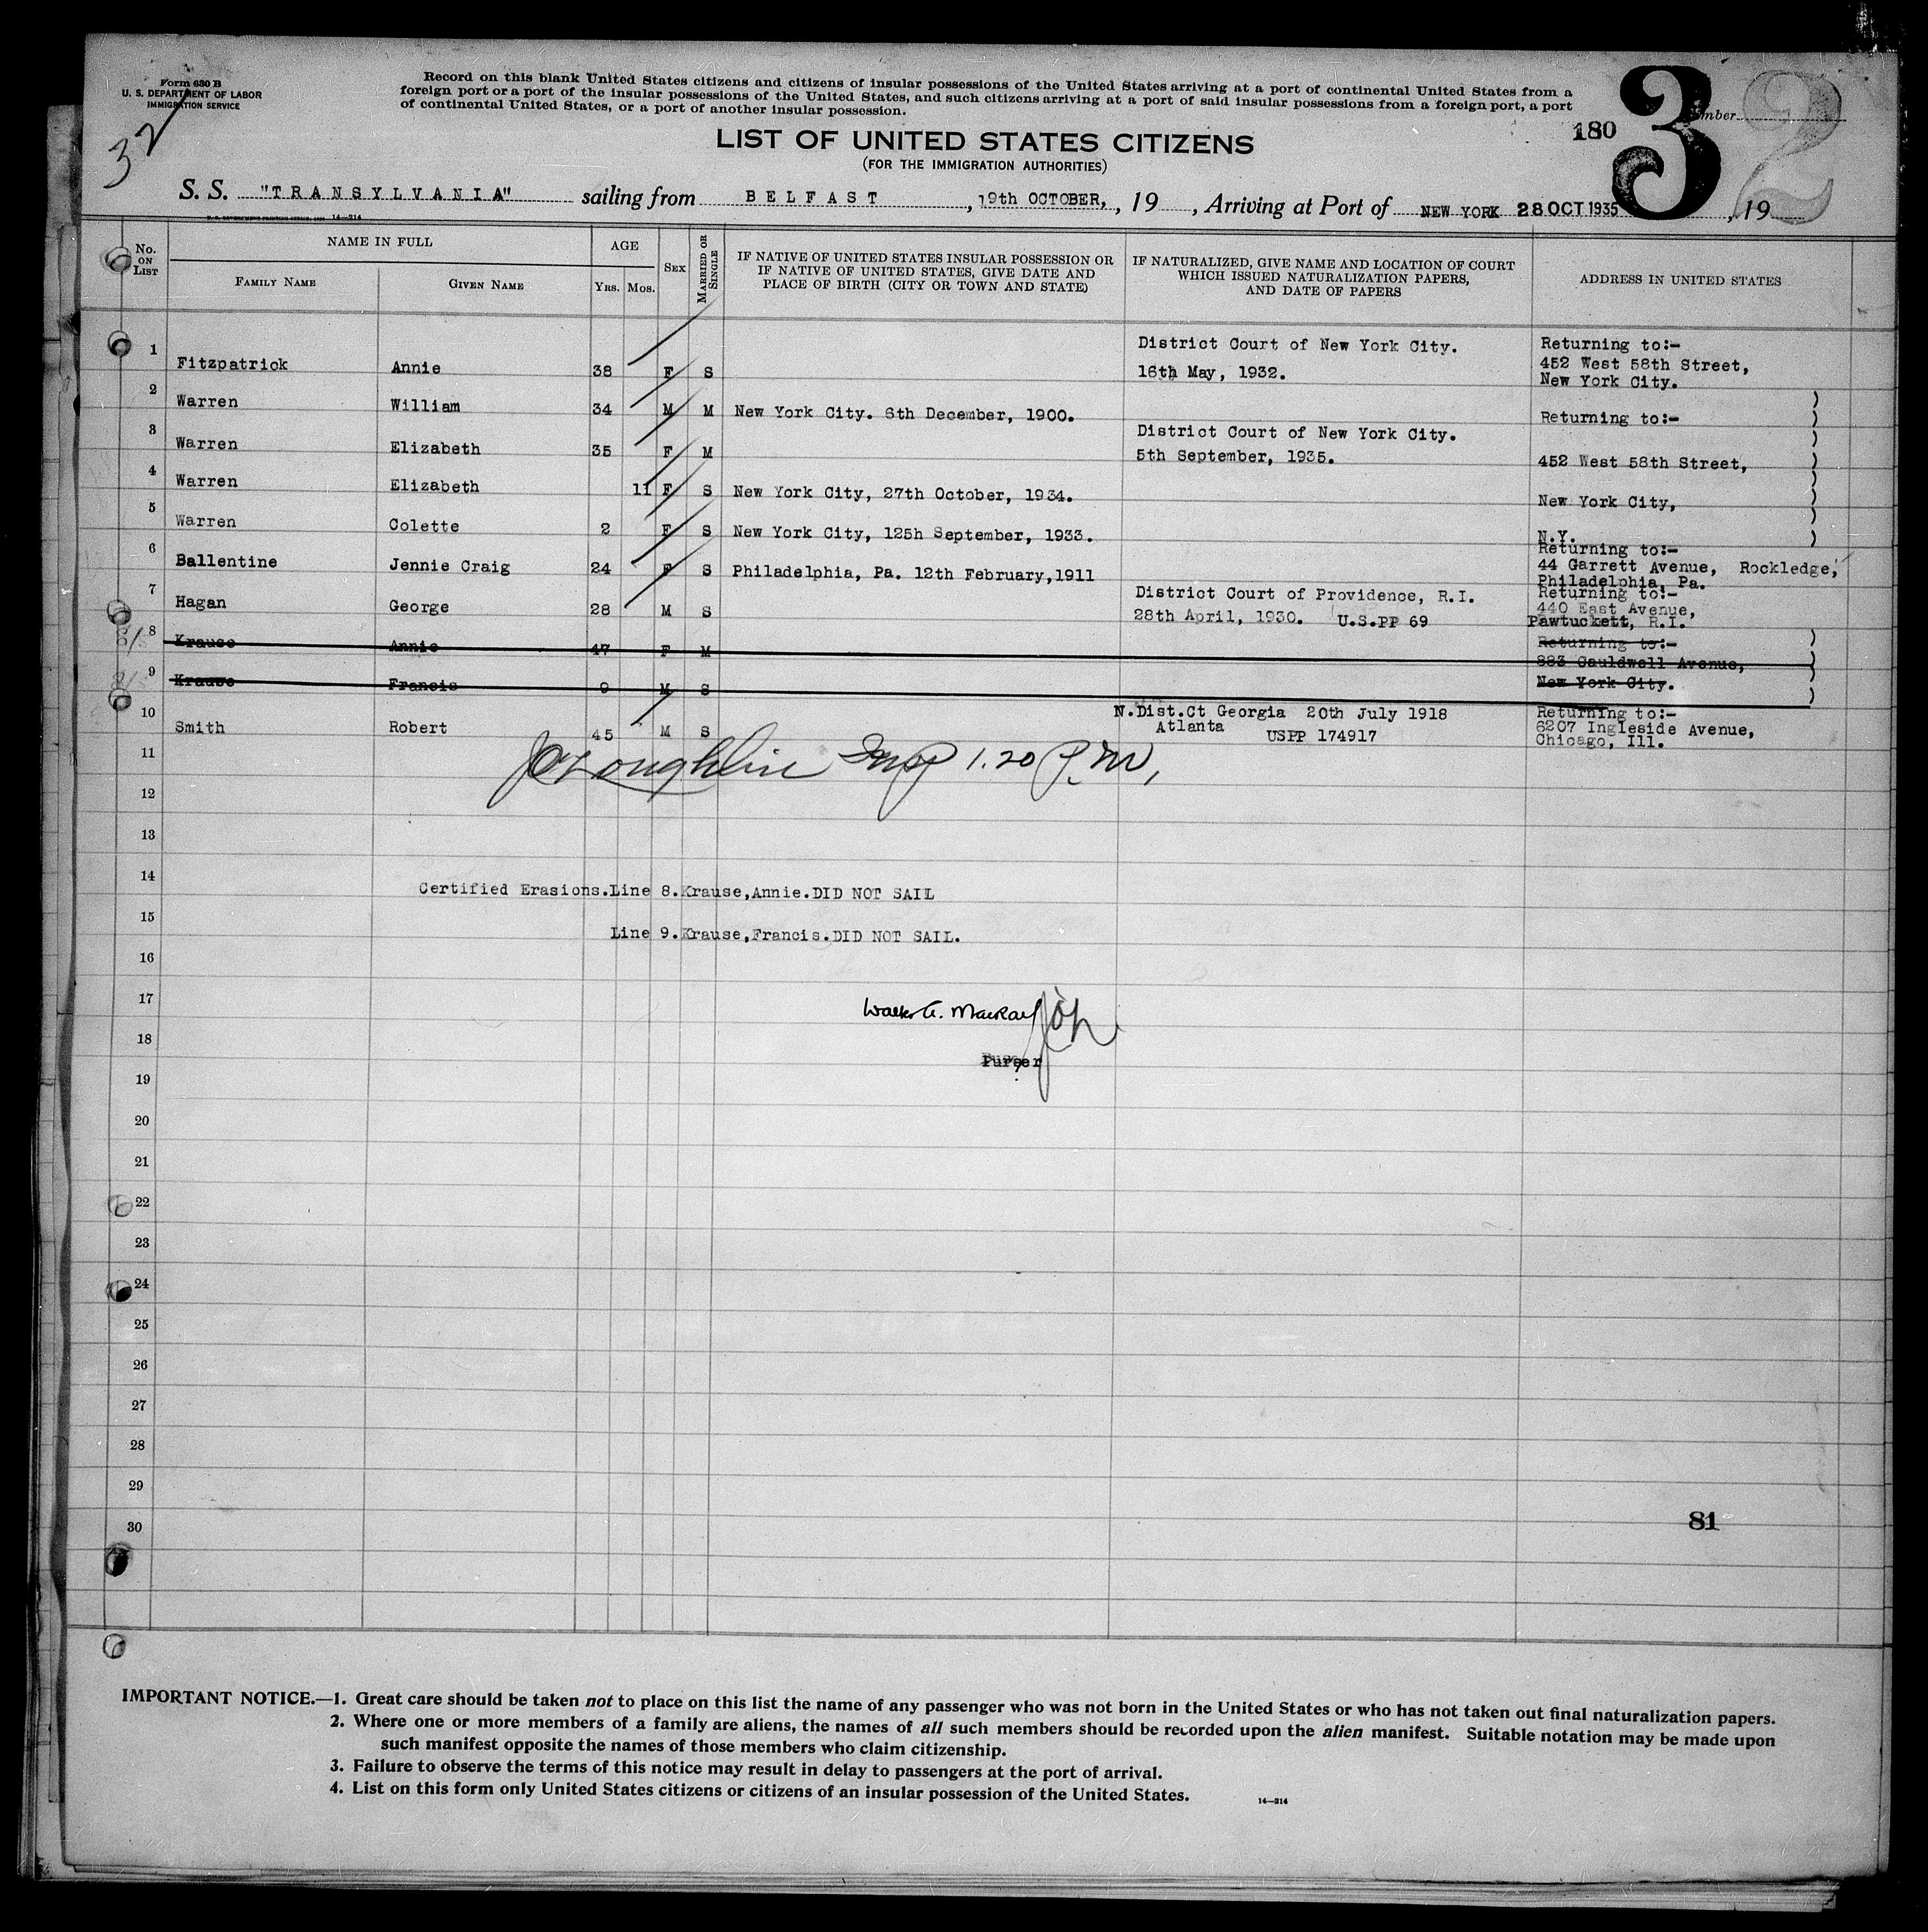 Form 630 B
U. S. DEPARTMENT OF LABOR
IMMIGRATION SERVICE
32
Record on this blank United States citizens and citizens of insular possessions of the United States arriving at a port of continental United States from a
foreign port or a port of the insular possessions of the United States, and such citizens arriving at a port of said insular possessions from a foreign port, a port
of continental United States, or a port of another insular possession.
180 3 2
LIST OF UNITED STATES CITIZENS
(FOR THE IMMIGRATION AUTHORITIES)
S. S. "TRANSYLVANIA" sailing from BELFAST, 19th OCTOBER, , 19 , Arriving at Port of NEW YORK 28 OCT 1935 , 19
14—214
No. ON LIST NAME IN FULL AGE SEX MARRIED OR SINGLE IF NATIVE OF UNITED STATES INSULAR POSSESSION OR IF NATIVE OF UNITED STATES, GIVE DATE AND PLACE OF BIRTH (CITY OR TOWN AND STATE) IF NATURALIZED, GIVE NAME AND LOCATION OF COURT WHICH ISSUED NATURALIZATION PAPERS, AND DATE OF PAPERS ADDRESS IN UNITED STATES
FAMILY NAME GIVEN NAME YRS. MOS.
1 Fitzpatrick Annie 38 F S District Court of New York City. 16th May, 1932. Returning to:- 452 West 58th Street, New York City.
2 Warren William 34 M M New York City. 6th December, 1900. Returning to:-
3 Warren Elizabeth 35 F M District Court of New York City. 5th September, 1935. 452 West 58th Street,
4 Warren Elizabeth 11 F S New York City, 27th October, 1934. New York City,
5 Warren Colette 2 F S New York City, 125h September, 1933. N.Y.
6 Ballentine Jennie Craig 24 F S Philadelphia, Pa. 12th February,1911 Returning to:- 44 Garrett Avenue, Rockledge, Philadelphia, Pa.
7 Hagan George 28 M S District Court of Providence, R.I. 28th April, 1930. U.S.PP 69 Returning to:- 440 East Avenue, Pawtuckett, R.I.
8 Krause Annie 47 F M Returning to:- 883 Cauldwell Avenue,
9 Krause Francis 9 M S New York City.
10 Smith Robert 45 M S N.Dist.Ct Georgia 20th July 1918 Atlanta USPP 174917 Returning to:- 6207 Ingleside Avenue, Chicago, Ill.
11 J O'Loughlin Insp 1.20 P.M,
12
13
14 Certified Erasions.Line 8.Krause,Annie.DID NOT SAIL
15 Line 9.Krause,Francis.DID NOT SAIL.
16
17 Walter G. MacKay
18 Purser
19
20
21
22
23
24
25
26
27
28
29
30 81
IMPORTANT NOTICE.—1. Great care should be taken not to place on this list the name of any passenger who was not born in the United States or who has not taken out final naturalization papers.
2. Where one or more members of a family are aliens, the names of all such members should be recorded upon the alien manifest. Suitable notation may be made upon
such manifest opposite the names of those members who claim citizenship.
3. Failure to observe the terms of this notice may result in delay to passengers at the port of arrival.
4. List on this form only United States citizens or citizens of an insular possession of the United States.
14—214